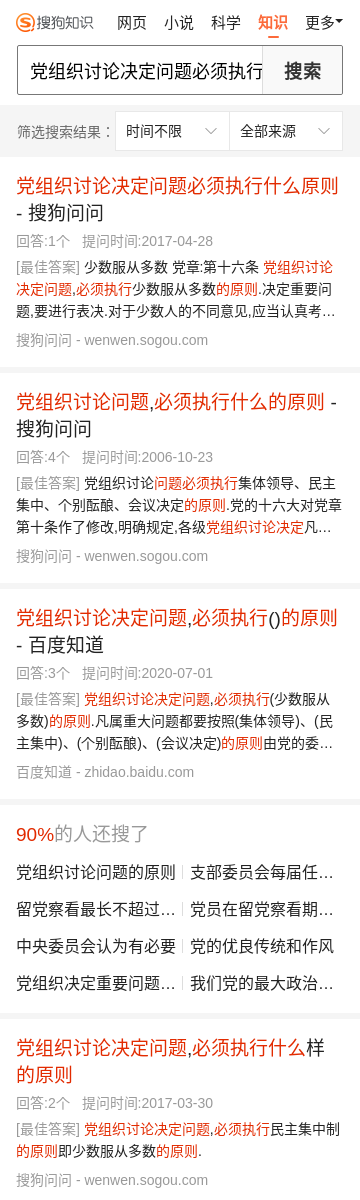 搜狗知识 网页 小说 科学 知识 更多
党组织讨论决定问题必须执行 搜索
筛选搜索结果： 时间不限 全部来源
党组织讨论决定问题必须执行什么原则
- 搜狗问问
回答:1个 提问时间:2017-04-28
[最佳答案] 少数服从多数 党章:第十六条 党组织讨论
决定问题,必须执行少数服从多数的原则.决定重要问
题,要进行表决.对于少数人的不同意见,应当认真考…
搜狗问问 - wenwen.sogou.com
党组织讨论问题,必须执行什么的原则 -
搜狗问问
回答:4个 提问时间:2006-10-23
[最佳答案] 党组织讨论问题必须执行集体领导、民主
集中、个别酝酿、会议决定的原则.党的十六大对党章
第十条作了修改,明确规定,各级党组织讨论决定凡…
搜狗问问 - wenwen.sogou.com
党组织讨论决定问题,必须执行()的原则
- 百度知道
回答:3个 提问时间:2020-07-01
[最佳答案] 党组织讨论决定问题,必须执行(少数服从
多数)的原则.凡属重大问题都要按照(集体领导)、(民
主集中)、(个别酝酿)、(会议决定)的原则由党的委…
百度知道 - zhidao.baidu.com
90%的人还搜了
党组织讨论问题的原则 支部委员会每届任…
留党察看最长不超过… 党员在留党察看期…
中央委员会认为有必要 党的优良传统和作风
党组织决定重要问题… 我们党的最大政治…
党组织讨论决定问题,必须执行什么样
的原则
回答:2个 提问时间:2017-03-30
[最佳答案] 党组织讨论决定问题,必须执行民主集中制
的原则即少数服从多数的原则.
搜狗问问 - wenwen.sogou.com